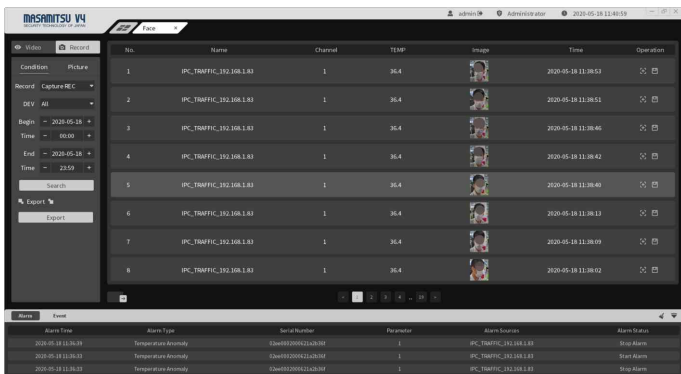 MASAMITSU V4
SECURITY TECHNOLOGY OF JAPAN
admin
Administrator
2020-05-18 11:40:59
Face ×
Video Record
Condition Picture
Record Capture REC
DEV All
Begin - 2020-05-18 +
Time - 00:00 +
End - 2020-05-18 +
Time - 23:59 +
Search
Export
Export
No. Name Channel TEMP Image Time Operation
1 IPC_TRAFFIC_192.168.1.83 1 36.4 2020-05-18 11:38:53
2 IPC_TRAFFIC_192.168.1.83 1 36.4 2020-05-18 11:38:51
3 IPC_TRAFFIC_192.168.1.83 1 36.4 2020-05-18 11:38:46
4 IPC_TRAFFIC_192.168.1.83 1 36.4 2020-05-18 11:38:42
5 IPC_TRAFFIC_192.168.1.83 1 36.4 2020-05-18 11:38:40
6 IPC_TRAFFIC_192.168.1.83 1 36.4 2020-05-18 11:38:13
7 IPC_TRAFFIC_192.168.1.83 1 36.4 2020-05-18 11:38:09
8 IPC_TRAFFIC_192.168.1.83 1 36.4 2020-05-18 11:38:02
< 1 2 3 4 .. >
Alarm Event
Alarm Time Alarm Type Serial Number Parameter Alarm Sources Alarm Status
2020-05-18 11:36:39 Temperature Anomaly 1 IPC_TRAFFIC_192.168.1.83 Stop Alarm
2020-05-18 11:36:33 Temperature Anomaly 1 IPC_TRAFFIC_192.168.1.83 Start Alarm
2020-05-18 11:36:33 Temperature Anomaly 1 IPC_TRAFFIC_192.168.1.83 Stop Alarm